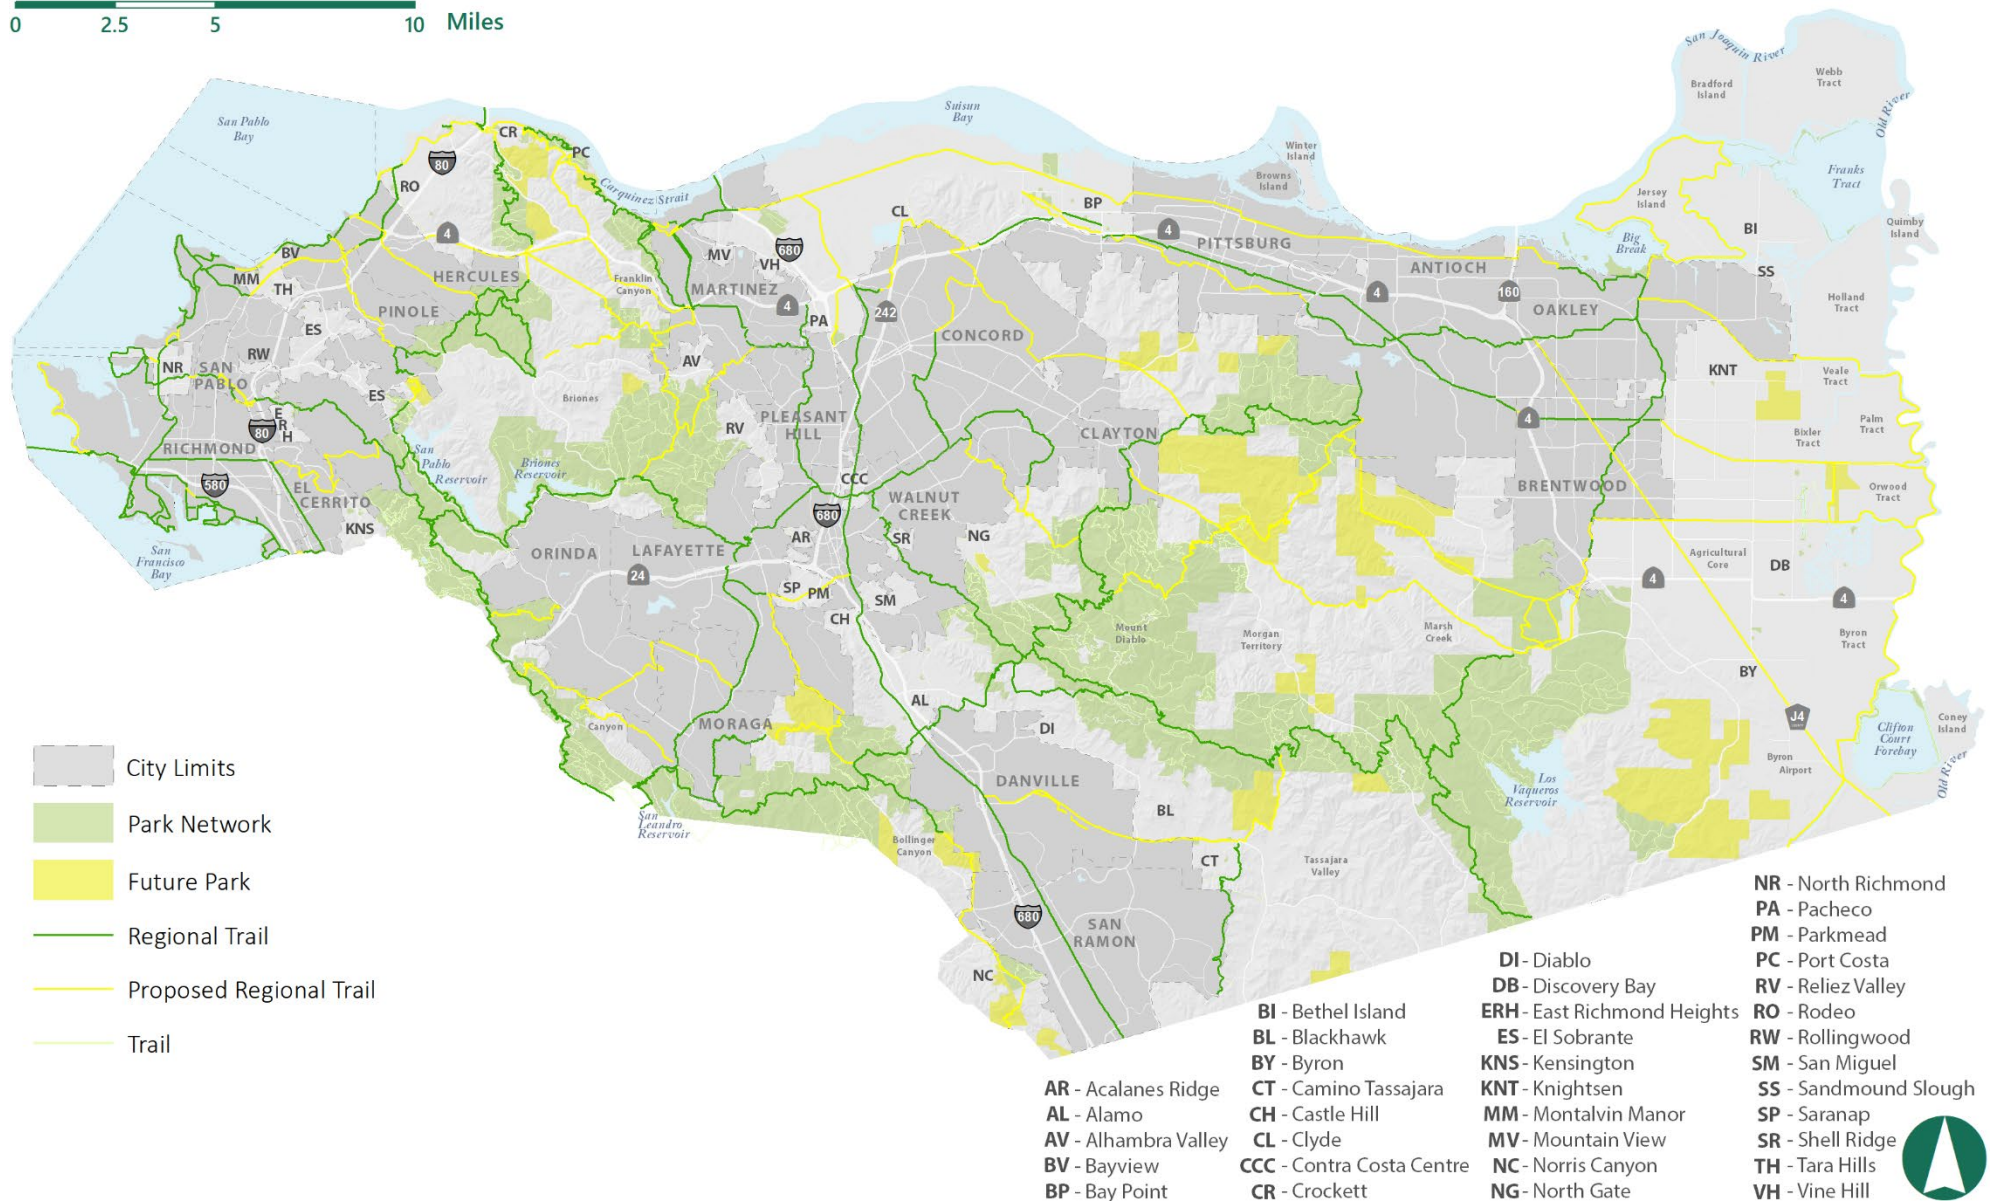 0 2.5 5 10 Miles
San Joaquin River
Bradford
Island
Webb
Tract
Old River
San Pablo
Bay
Suisun
Bay
CR
PC
80
RO
Carquinez Strait
Winter
Island
Browns
Island
Franks
Tract
Jersey
Island
Quimby
Island
BI
Big
Break
CL
BP
4
PITTSBURG
4
BV
MV
680
VH
MM
TH
HERCULES
Franklin
Canyon
MARTINEZ
4
ANTIOCH
SS
4
160
OAKLEY
Holland
Tract
PINOLE
ES
PA
242
CONCORD
NR
RW
SAN
PABLO
AV
KNT
Veale
Tract
ES
Briones
E
R
H
80
RICHMOND
RV
PLEASANT
HILL
CLAYTON
4
Bixler
Tract
Palm
Tract
San
Pablo
Reservoir
Briones
Reservoir
580
EL
CERRITO
KNS
CCC
680
WALNUT
CREEK
BRENTWOOD
Orwood
Tract
San
Francisco
Bay
ORINDA
LAFAYETTE
24
AR
SR
NG
Agricultural
Core
DB
4
4
SP
PM
SM
CH
Mount
Diablo
Morgan
Territory
Marsh
Creek
Byron
Tract
BY
AL
J4
Canyon
MORAGA
DI
Clifton
Court
Forebay
Coney
Island
Byron
Airport
Old River
DANVILLE
BL
Los
Vaqueros
Reservoir
San
Leandro
Reservoir
Bollinger
Canyon
CT
Tassajara
Valley
680
SAN
RAMON
NC
City Limits
Park Network
Future Park
Regional Trail
Proposed Regional Trail
Trail
AR - Acalanes Ridge
AL - Alamo
AV - Alhambra Valley
BV - Bayview
BP - Bay Point
BI - Bethel Island
BL - Blackhawk
BY - Byron
CT - Camino Tassajara
CH - Castle Hill
CL - Clyde
CCC - Contra Costa Centre
CR - Crockett
DI - Diablo
DB - Discovery Bay
ERH - East Richmond Heights
ES - El Sobrante
KNS - Kensington
KNT - Knightsen
MM - Montalvin Manor
MV - Mountain View
NC - Norris Canyon
NG - North Gate
NR - North Richmond
PA - Pacheco
PM - Parkmead
PC - Port Costa
RV - Reliez Valley
RO - Rodeo
RW - Rollingwood
SM - San Miguel
SS - Sandmound Slough
SP - Saranap
SR - Shell Ridge
TH - Tara Hills
VH - Vine Hill